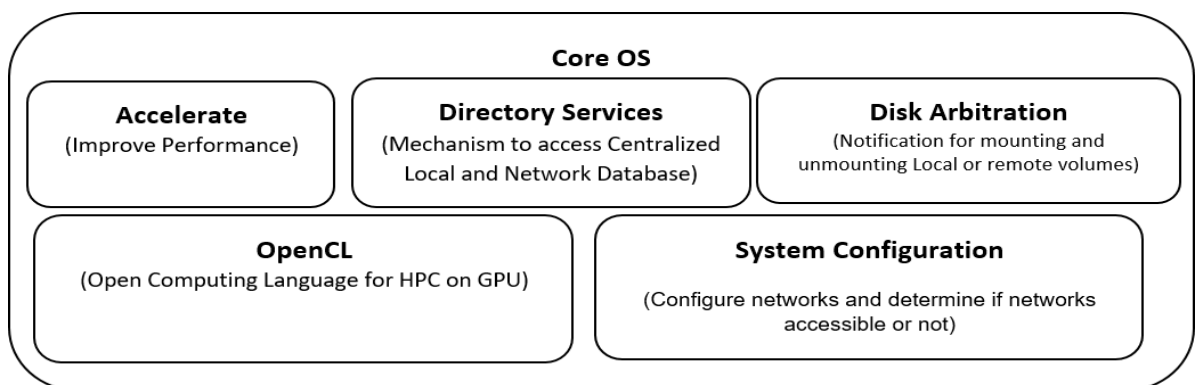 Core OS
Accelerate
(Improve Performance)
Directory Services
(Mechanism to access Centralized
Local and Network Database)
Disk Arbitration
(Notification for mounting and
unmounting Local or remote volumes)
OpenCL
(Open Computing Language for HPC on GPU)
System Configuration
(Configure networks and determine if networks
accessible or not)